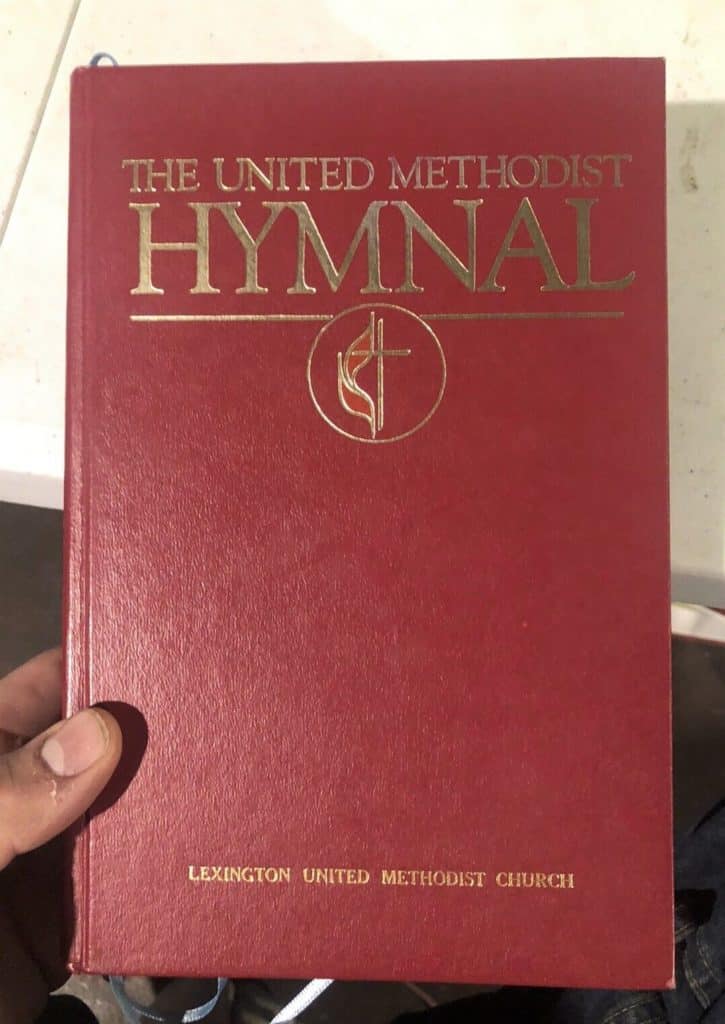 THE UNITED METHODIST
HYMNAL
LEXINGTON UNITED METHODIST CHURCH